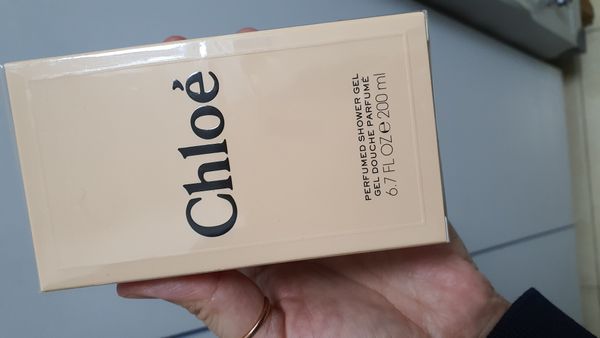 Chloé
PERFUMED SHOWER GEL
GEL DOUCHE PARFUMÉ
6.7 FL OZ ℮ 200 ml